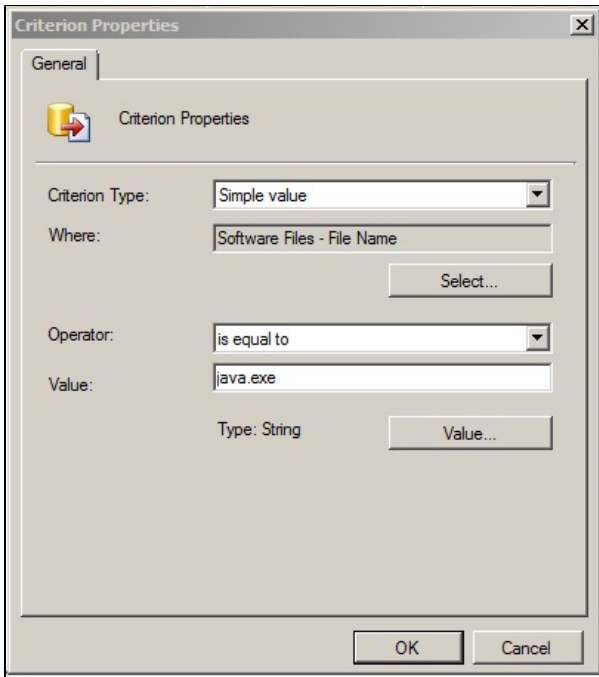 Criterion Properties
General
Criterion Properties
Criterion Type: Simple value
Where: Software Files - File Name
Select...
Operator: is equal to
Value: java.exe
Type: String Value...
OK Cancel